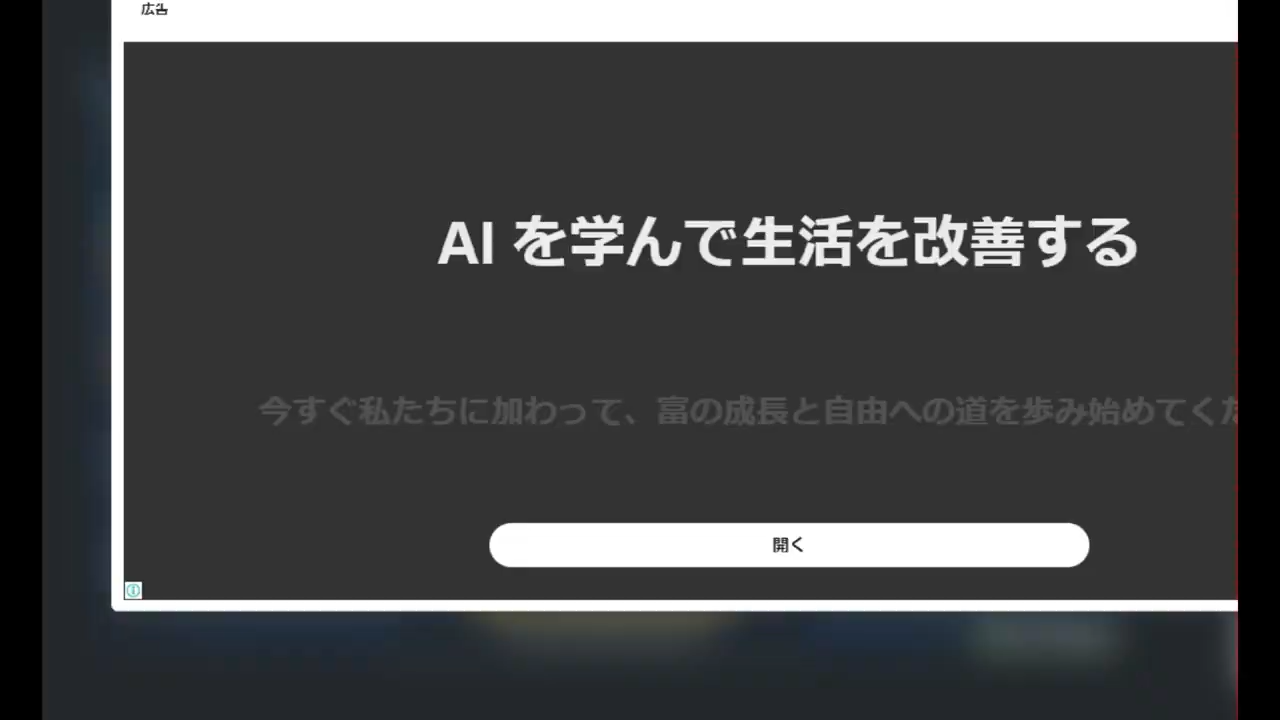 広告
AI を学んで生活を改善する
今すぐ私たちに加わって、富の成長と自由への道を歩み始めてく
開く